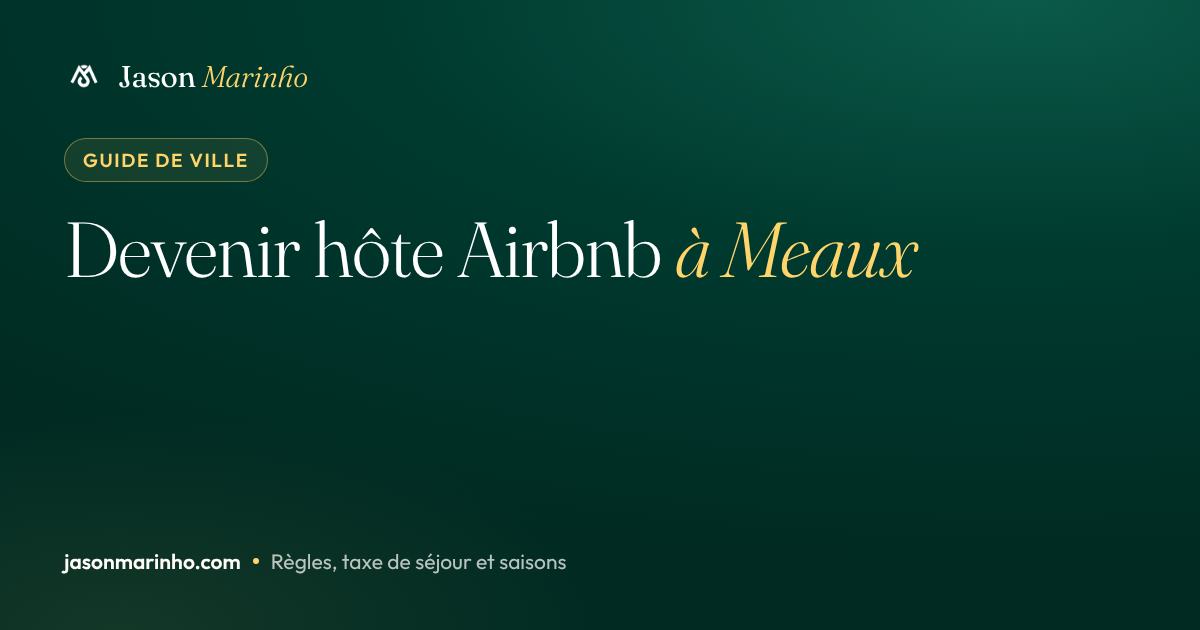 Jason Marinho
GUIDE DE VILLE
Devenir hôte Airbnb à Meaux
jasonmarinho.com • Règles, taxe de séjour et saisons